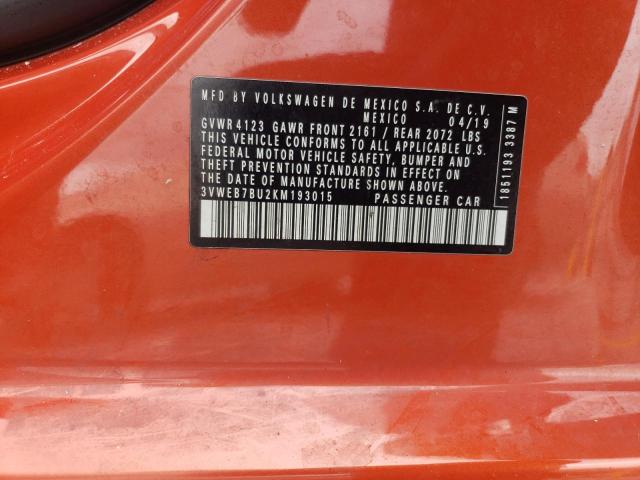 MFD BY VOLKSWAGEN DE MEXICO S.A. DE C.V.
MEXICO 04/19
GVWR 4123 GAWR FRONT 2161 / REAR 2072 LBS
THIS VEHICLE CONFORMS TO ALL APPLICABLE U.S.
FEDERAL MOTOR VEHICLE SAFETY, BUMPER AND
THEFT PREVENTION STANDARDS IN EFFECT ON THE
DATE OF MANUFACTURE SHOWN ABOVE.
3VWEB7BU2KM193015 PASSENGER CAR
1851193 3387 M